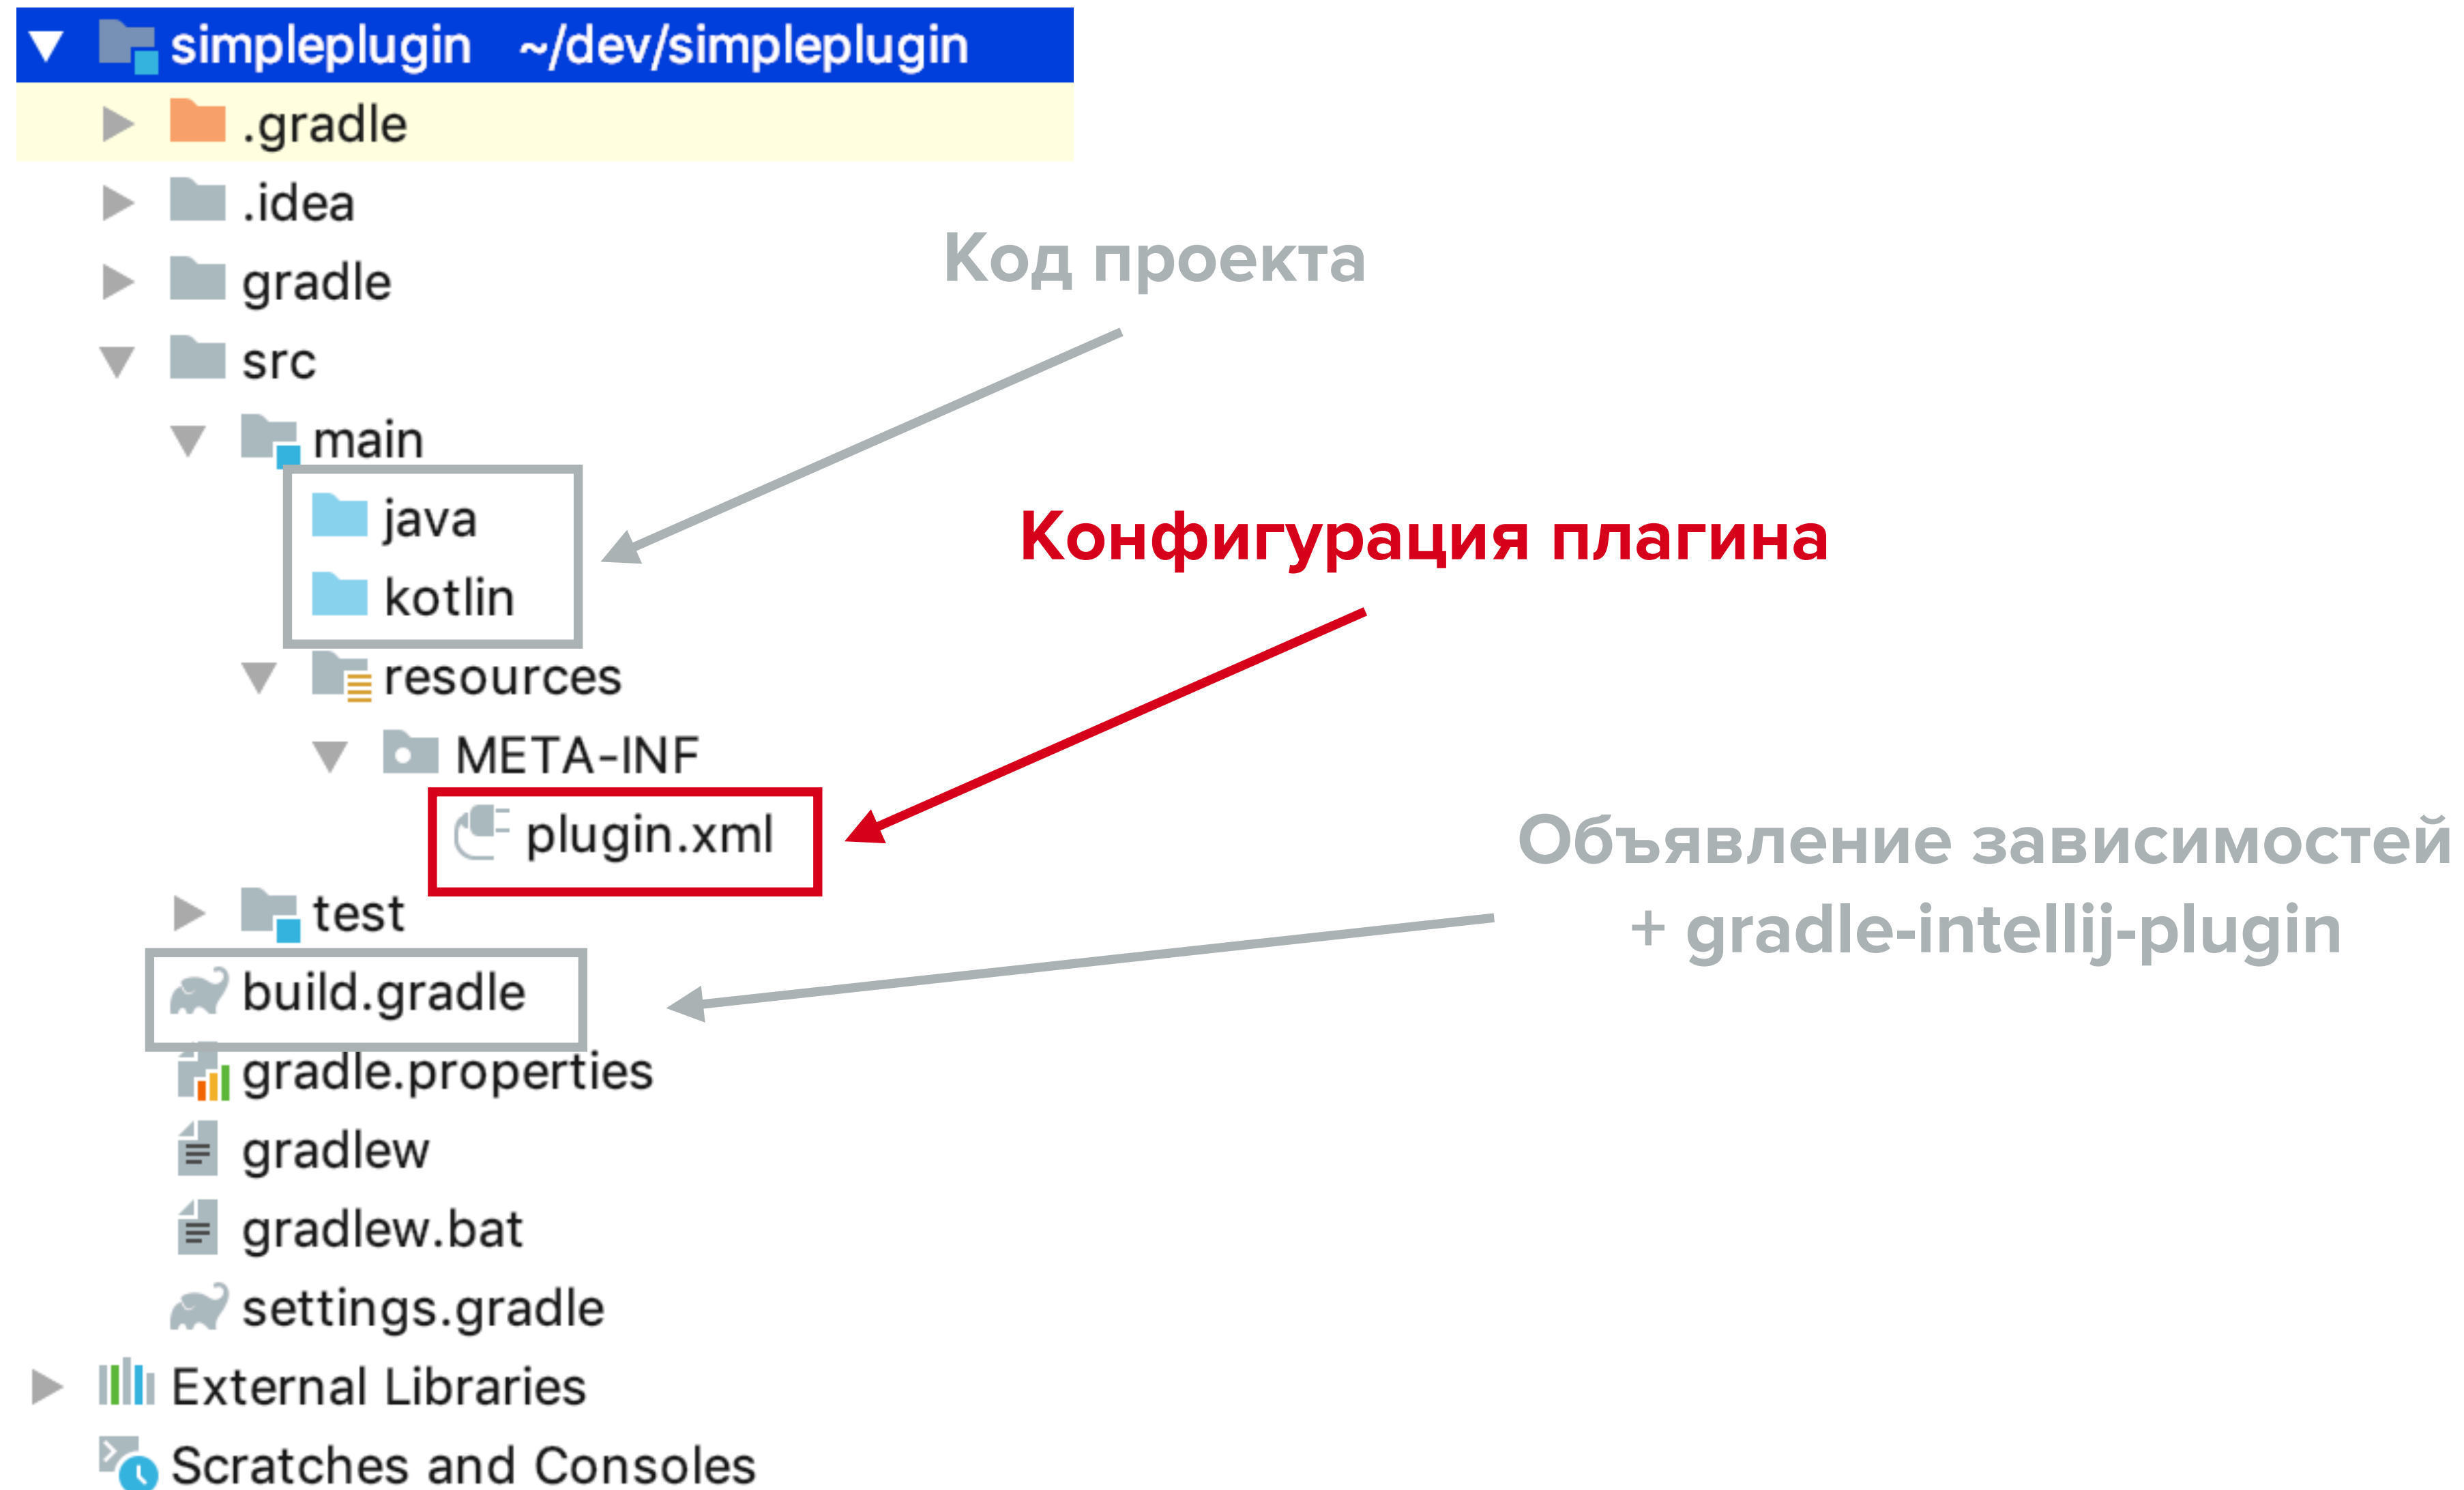 simpleplugin ~/dev/simpleplugin
.gradle
.idea
gradle
src
main
java
kotlin
resources
META-INF
plugin.xml
test
build.gradle
gradle.properties
gradlew
gradlew.bat
settings.gradle
External Libraries
Scratches and Consoles
Код проекта
Конфигурация плагина
Объявление зависимостей
+ gradle-intellij-plugin